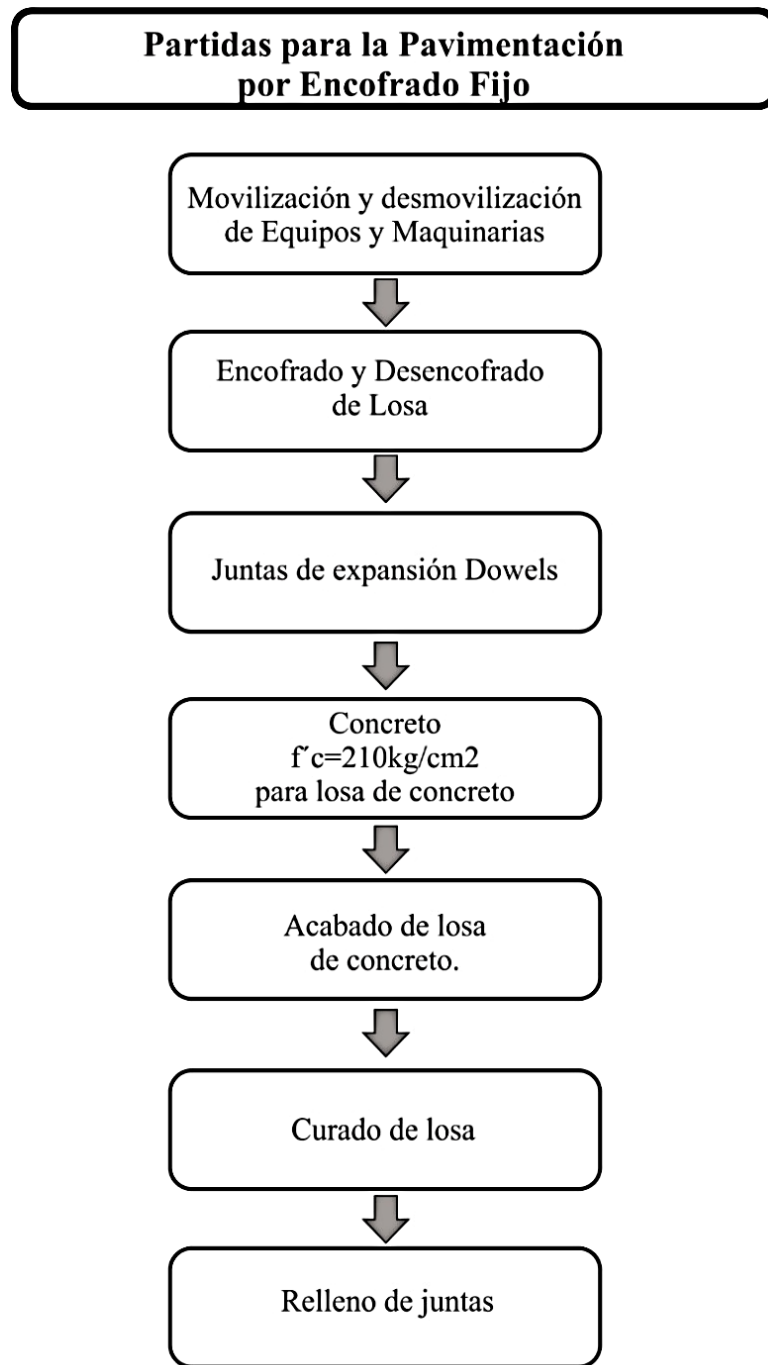 Partidas para la Pavimentación
por Encofrado Fijo
Movilización y desmovilización
de Equipos y Maquinarias
Encofrado y Desencofrado
de Losa
Juntas de expansión Dowels
Concreto
f´c=210kg/cm2
para losa de concreto
Acabado de losa
de concreto.
Curado de losa
Relleno de juntas